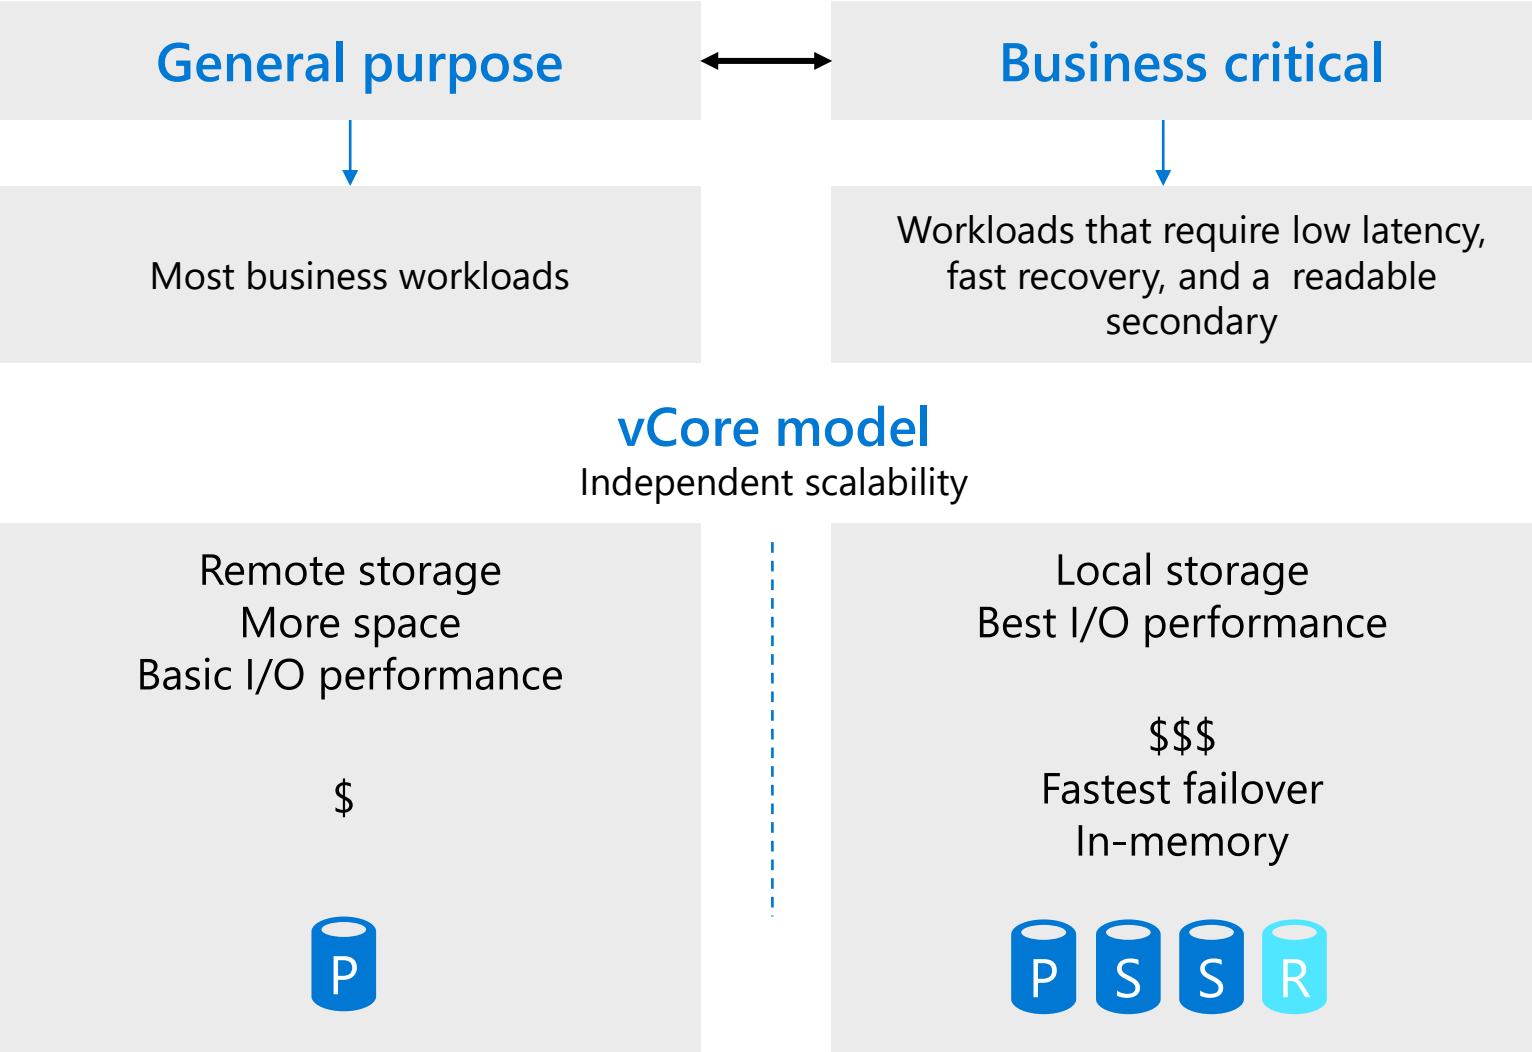 General purpose
Business critical
Most business workloads
Workloads that require low latency,
fast recovery, and a  readable
secondary
vCore model
Independent scalability
Remote storage
More space
Basic I/O performance
$
P
Local storage
Best I/O performance
$$$
Fastest failover
In-memory
P S S R